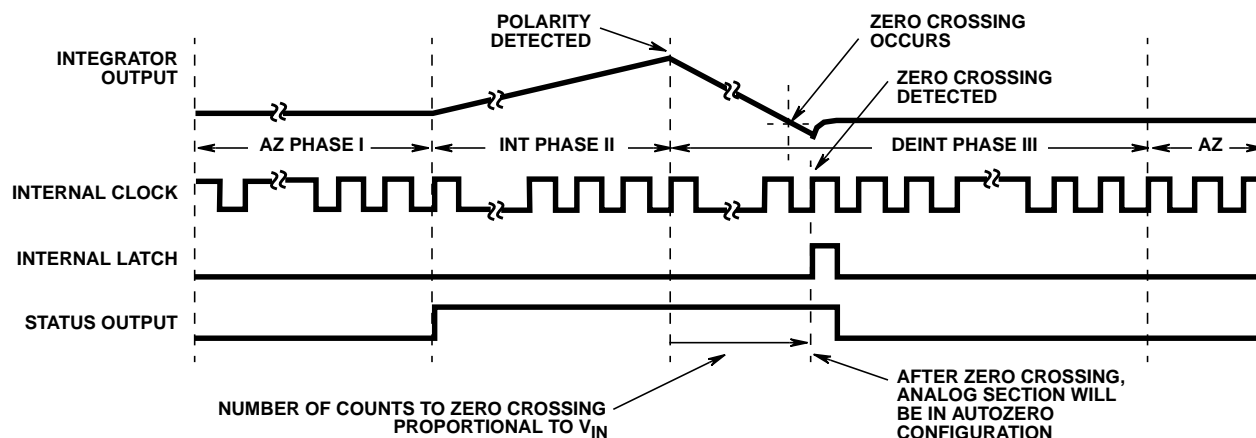 POLARITY
DETECTED
ZERO CROSSING
OCCURS
INTEGRATOR
OUTPUT
ZERO CROSSING
DETECTED
AZ PHASE I
INT PHASE II
DEINT PHASE III
AZ
INTERNAL CLOCK
INTERNAL LATCH
STATUS OUTPUT
NUMBER OF COUNTS TO ZERO CROSSING
PROPORTIONAL TO VIN
AFTER ZERO CROSSING,
ANALOG SECTION WILL
BE IN AUTOZERO
CONFIGURATION